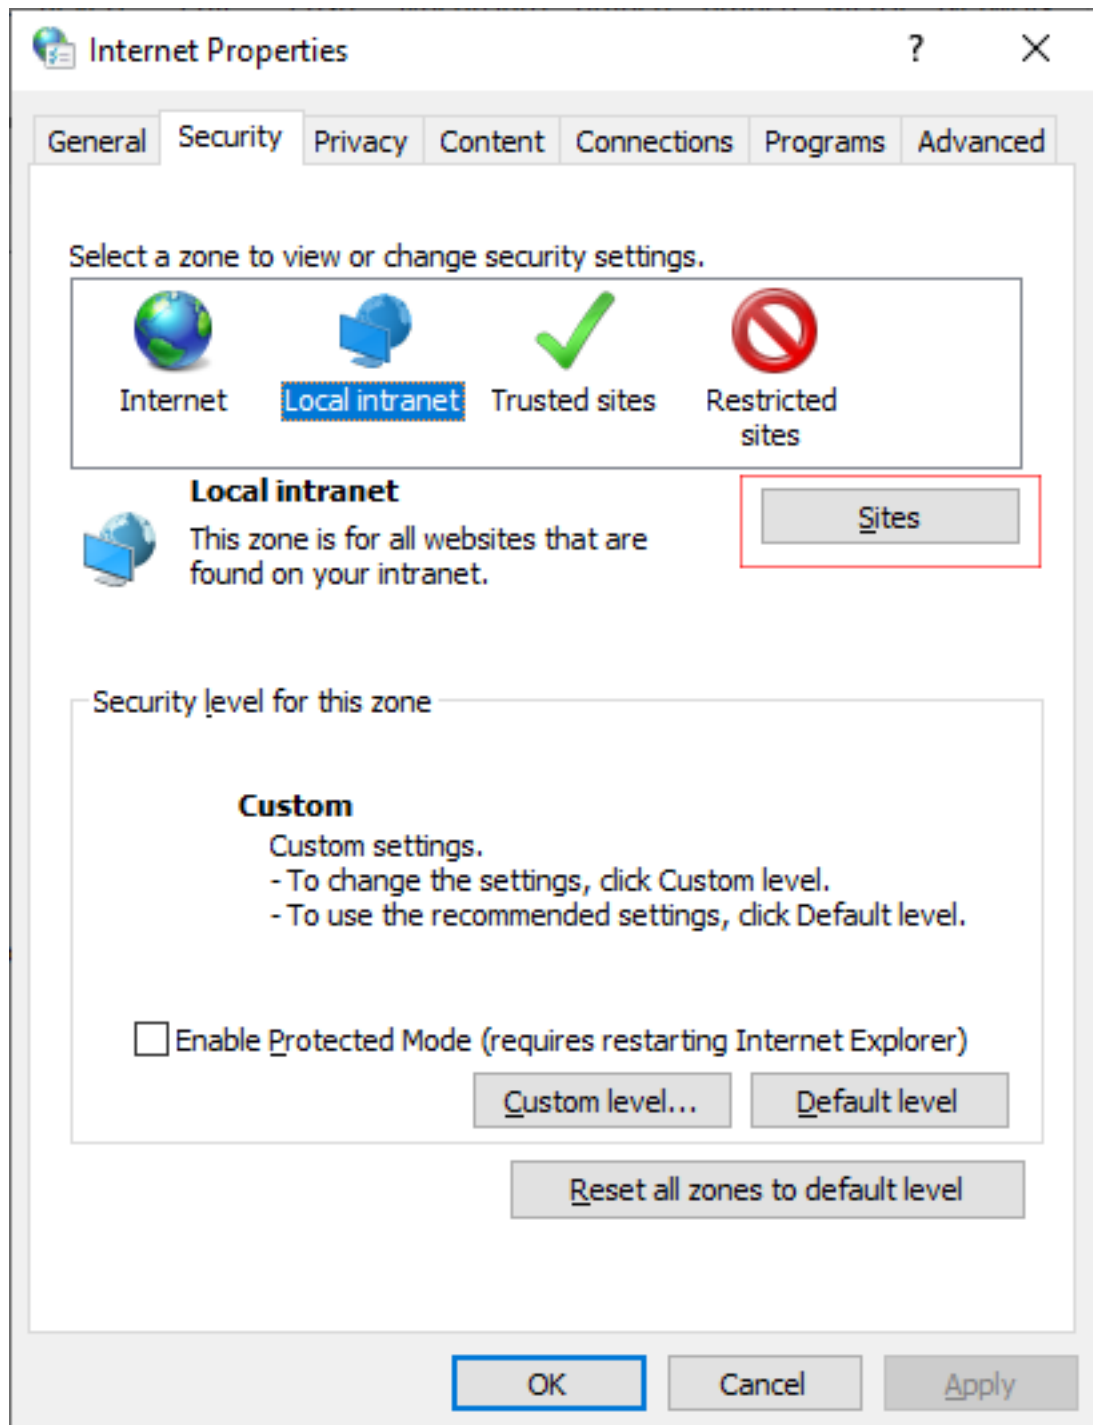 Internet Properties
?
General Security Privacy Content Connections Programs Advanced
Select a zone to view or change security settings.
Internet Local intranet Trusted sites Restricted
sites
Local intranet
Sites
This zone is for all websites that are
found on your intranet.
Security level for this zone
Custom
Custom settings.
- To change the settings, click Custom level.
- To use the recommended settings, click Default level.
Enable Protected Mode (requires restarting Internet Explorer)
Custom level... Default level
Reset all zones to default level
OK Cancel Apply